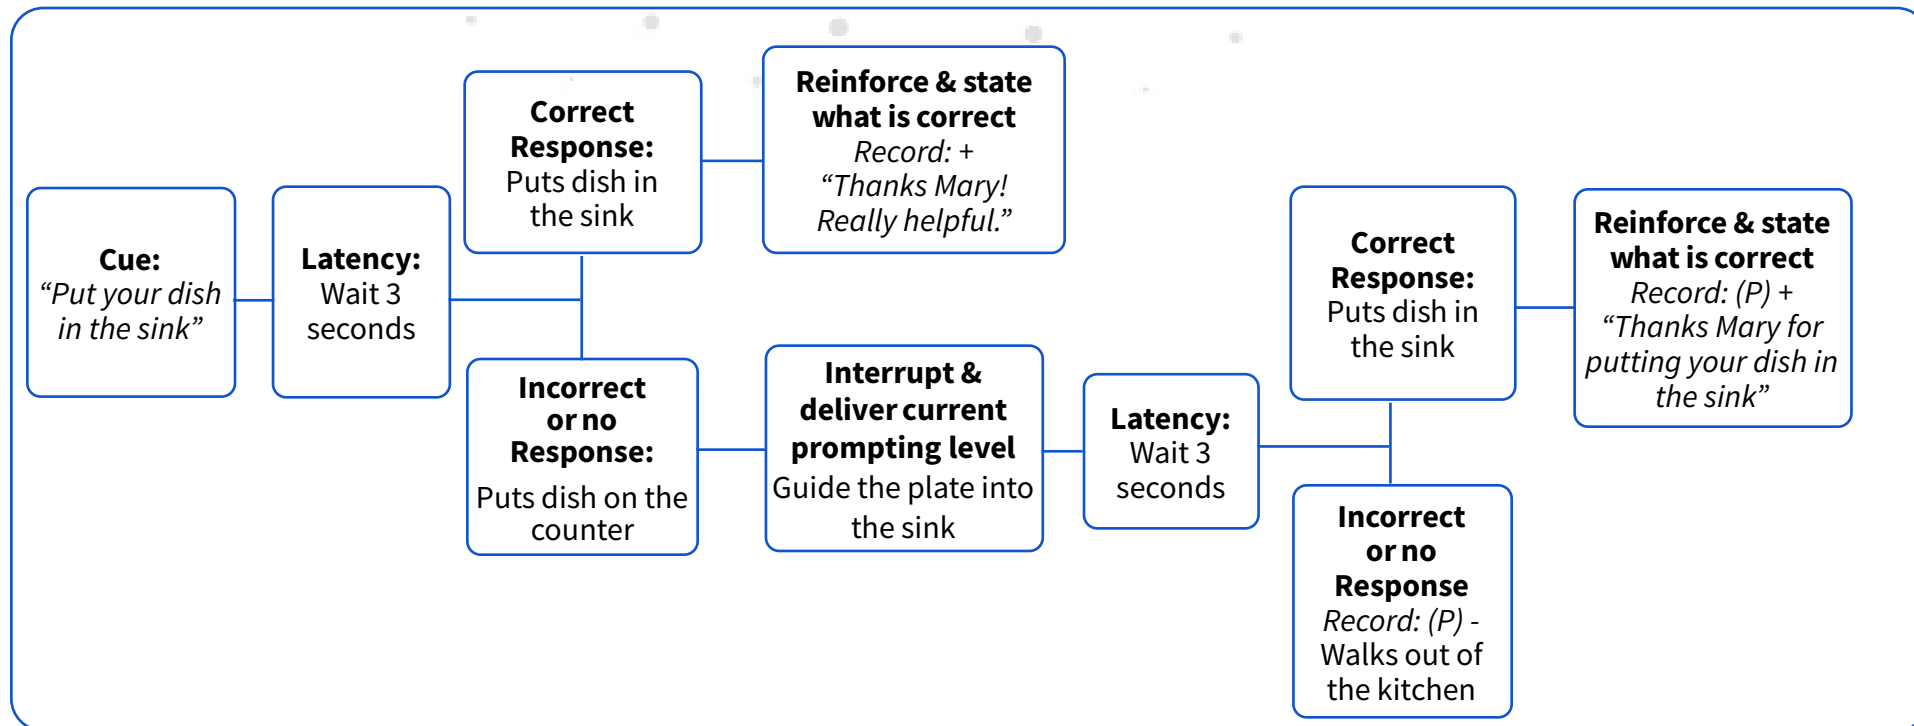 Cue:
“Put your dish
in the sink”
Latency:
Wait 3
seconds
Correct
Response:
Puts dish in
the sink
Reinforce & state
what is correct
Record: +
“Thanks Mary!
Really helpful.”
Incorrect
or no
Response:
Puts dish on the
counter
Interrupt &
deliver current
prompting level
Guide the plate into
the sink
Latency:
Wait 3
seconds
Correct
Response:
Puts dish in
the sink
Reinforce & state
what is correct
Record: (P) +
“Thanks Mary for
putting your dish in
the sink”
Incorrect
or no
Response
Record: (P) -
Walks out of
the kitchen